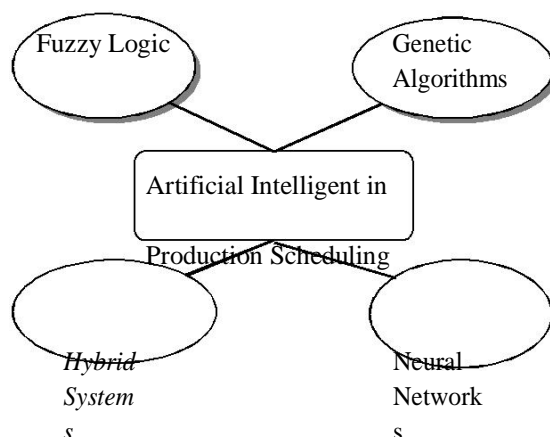 Fuzzy Logic
Genetic
Algorithms
Artificial Intelligent in
Production Scheduling
Hybrid
System
s
Neural
Network
s